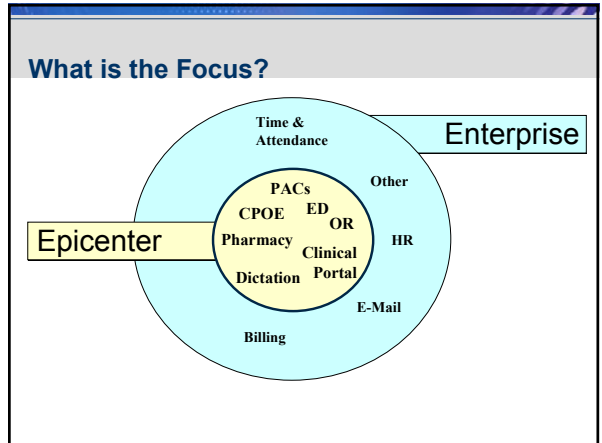 What is the Focus?
Time &
Attendance
Enterprise
Other
PACs
CPOE
ED
OR
Epicenter
Pharmacy
Clinical
Portal
HR
Dictation
E-Mail
Billing